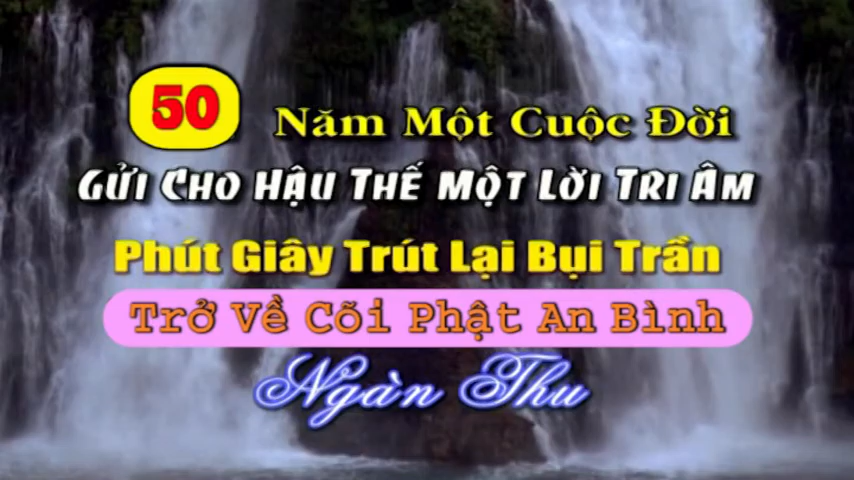 50 Năm Một Cuộc Đời
Gửi Cho Hậu Thế Một Lời Tri Âm
Phút Giây Trút Lại Bụi Trần
Trở Về Cõi Phật An Bình
Ngàn Thu